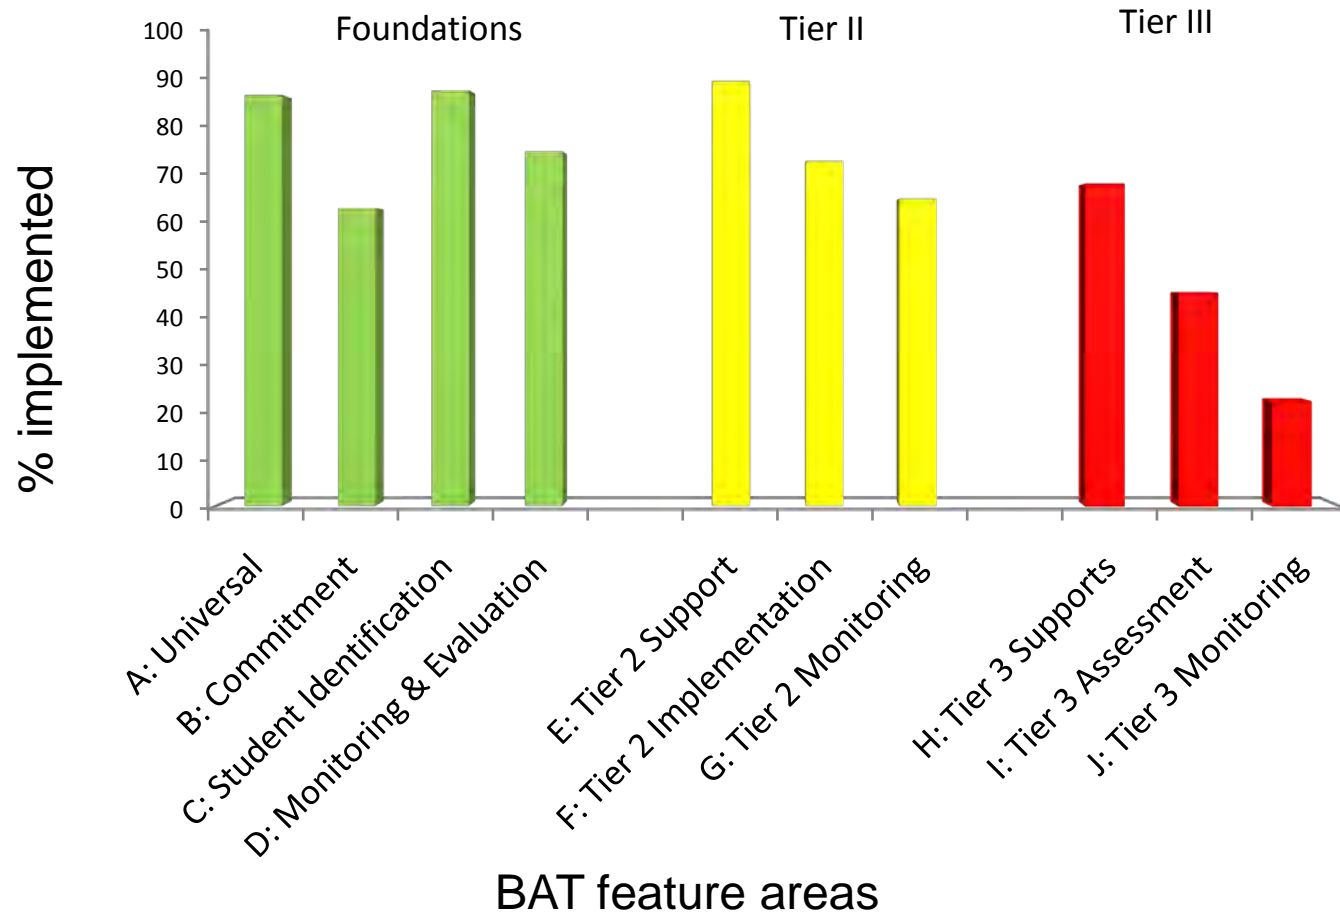 Foundations
Tier II
Tier III
% implemented
100
90
80
70
60
50
40
30
20
10
0
A: Universal
B: Commitment
C: Student Identification
D: Monitoring & Evaluation
E: Tier 2 Support
F: Tier 2 Implementation
G: Tier 2 Monitoring
H: Tier 3 Supports
I: Tier 3 Assessment
J: Tier 3 Monitoring
BAT feature areas